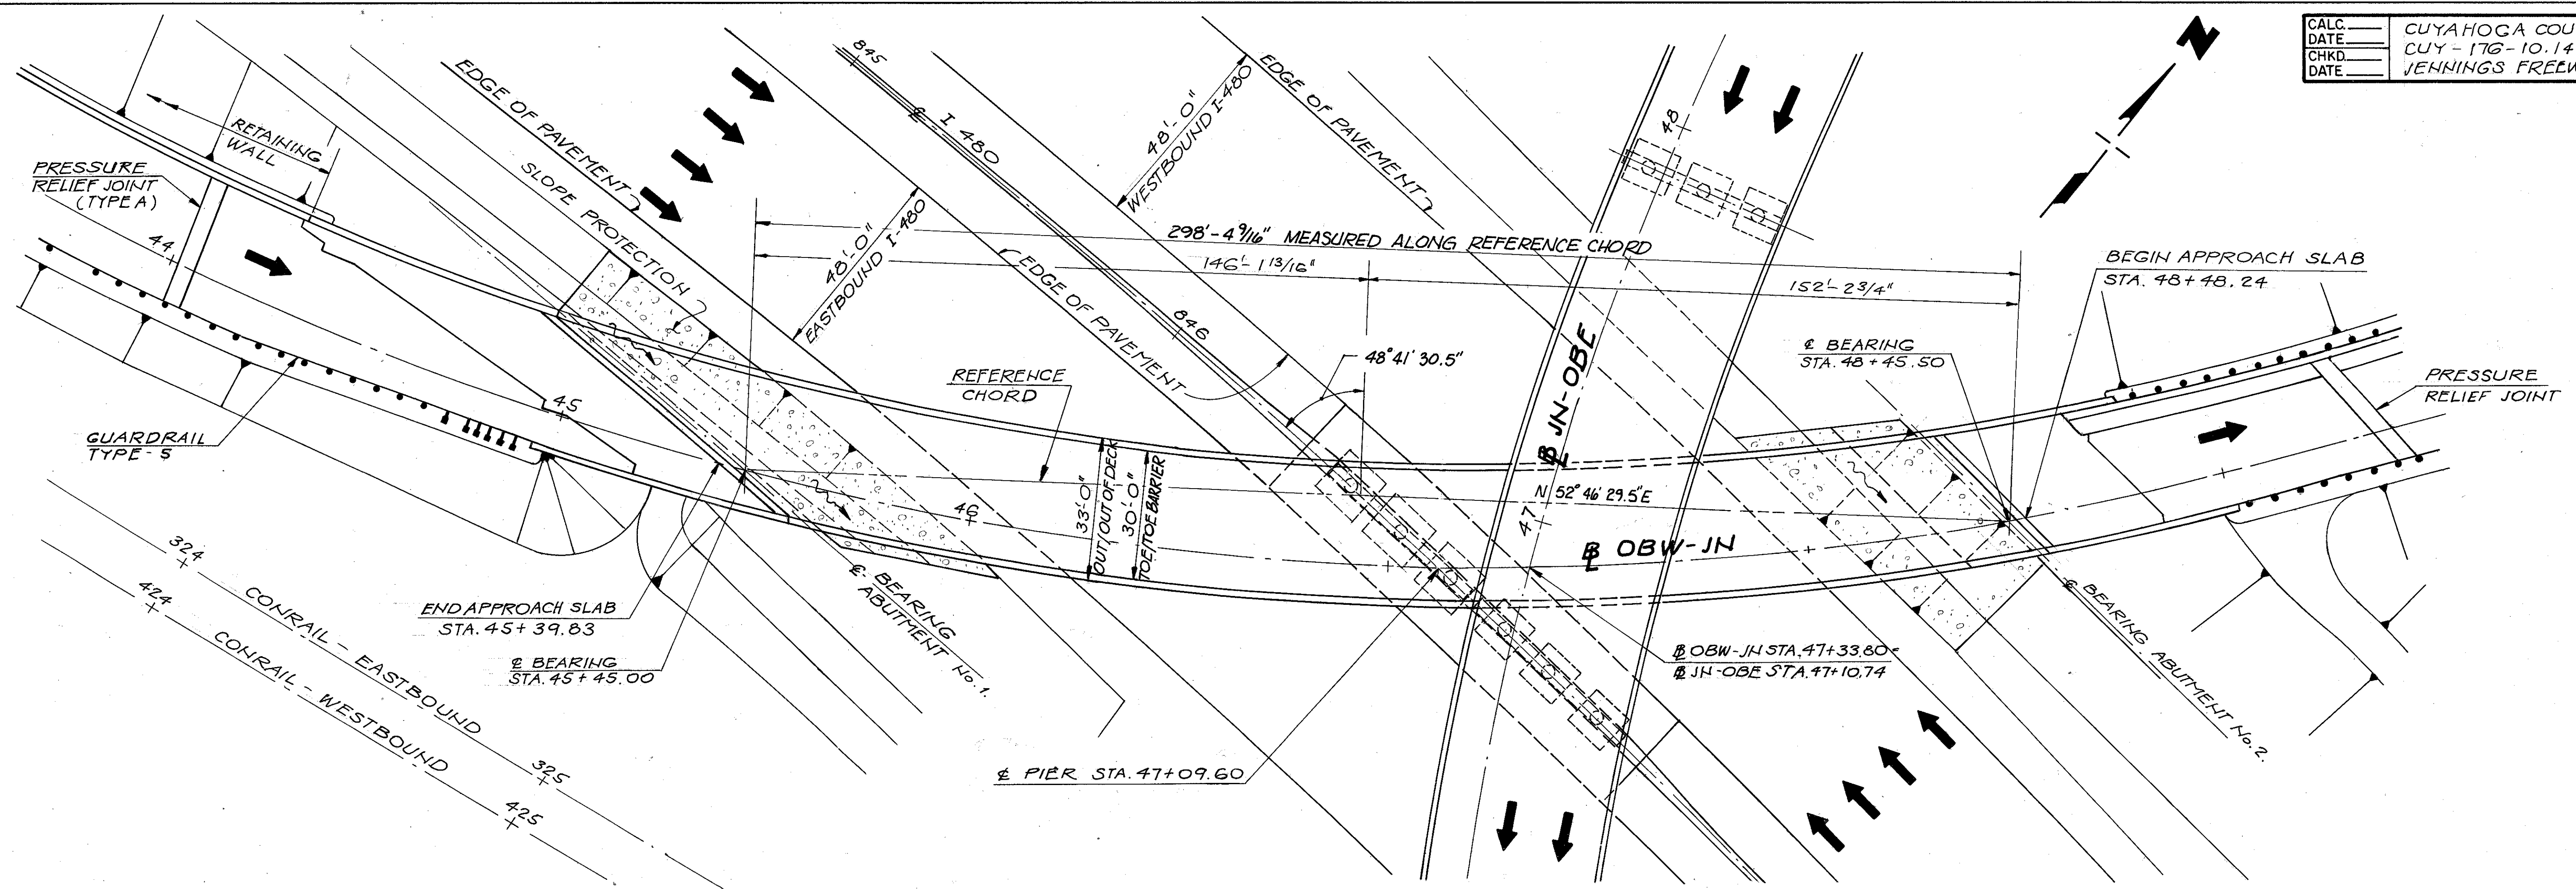 CALC.
DATE
CHKD.
DATE
CUYAHOGA COU
CUY-176-10.14
JENNINGS FREEW
N
RETAINING
WALL
PRESSURE
RELIEF JOINT
(TYPE A)
44
EDGE OF PAVEMENT
SLOPE PROTECTION
845
℄ I 480
48'-0"
EASTBOUND I-480
48'-0"
WESTBOUND I-480
EDGE OF PAVEMENT
48
298'-4 9/16" MEASURED ALONG REFERENCE CHORD
146'-1 13/16"
152'-2 3/4"
EDGE OF PAVEMENT
846
48°41'30.5"
BEGIN APPROACH SLAB
STA. 48+48.24
℄ BEARING
STA. 48+45.50
PRESSURE
RELIEF JOINT
REFERENCE
CHORD
B JN-OBE
GUARDRAIL
TYPE-5
45
46
33'-0"
OUT/OUT OF DECK
30'-0"
TOE/TOE BARRIER
N 52°46'29.5"E
47
B OBW-JN
324
424
CONRAIL - EASTBOUND
CONRAIL - WESTBOUND
325
425
END APPROACH SLAB
STA. 45+39.83
℄ BEARING
STA. 45+45.00
℄ BEARING
ABUTMENT No.1.
℄ PIER STA. 47+09.60
B OBW-JN STA. 47+33.80=
B JN-OBE STA. 47+10.74
℄ BEARING ABUTMENT No.2.